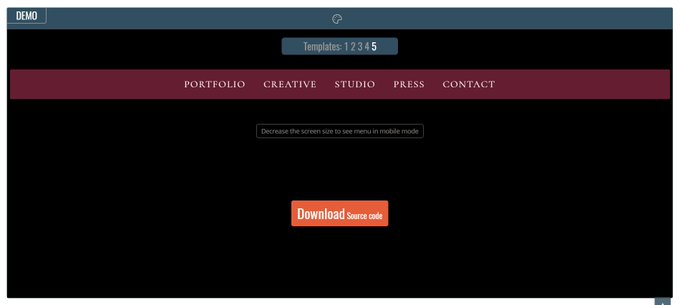 DEMO
Templates: 1 2 3 4 5
PORTFOLIO CREATIVE STUDIO PRESS CONTACT
Decrease the screen size to see menu in mobile mode
Download Source code